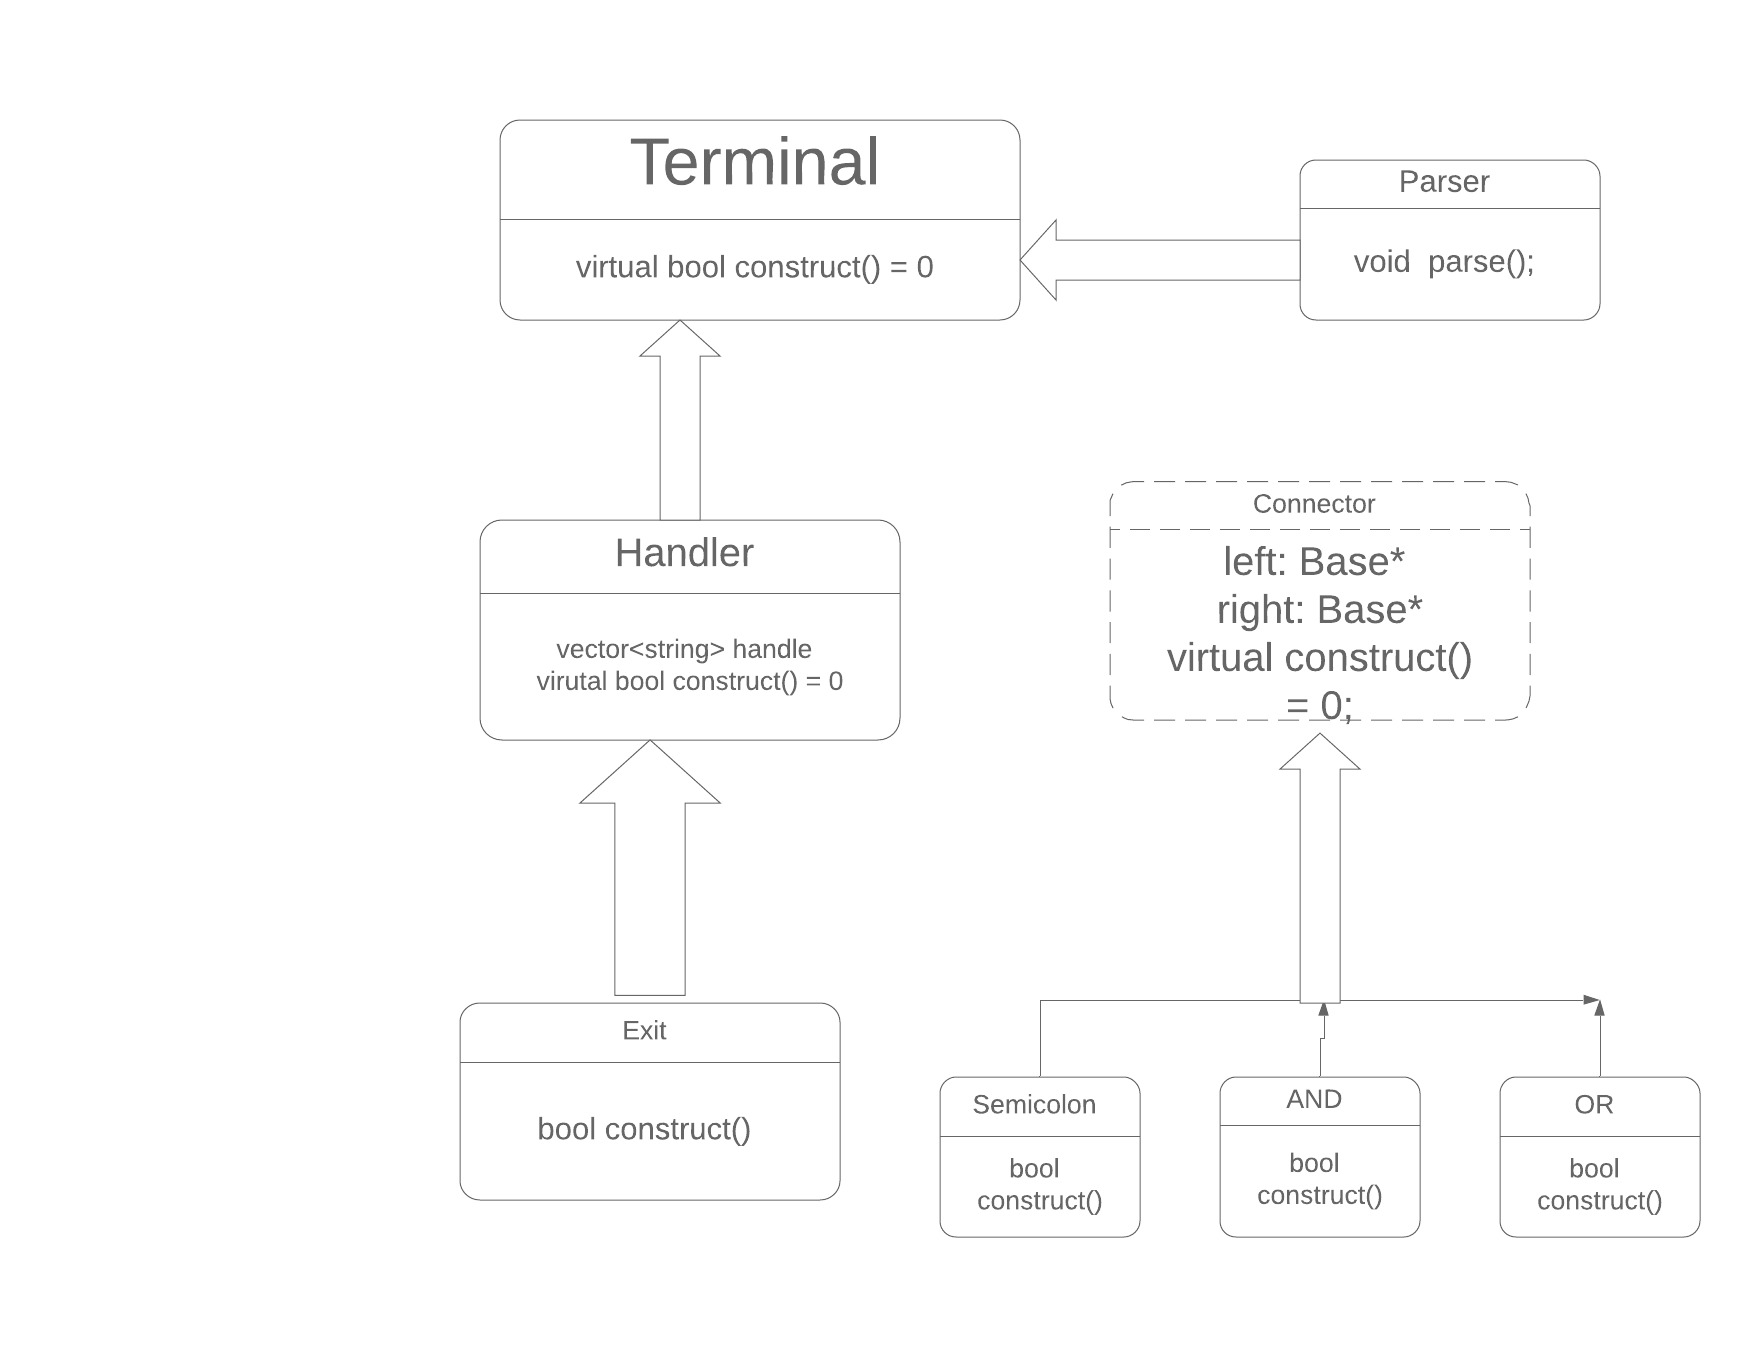 Terminal
virtual bool construct() = 0
Parser
void  parse();
Handler
vector<string> handle
virutal bool construct() = 0
Connector
left: Base*
right: Base*
virtual construct()
= 0;
Exit
bool construct()
Semicolon
bool
construct()
AND
bool
construct()
OR
bool
construct()